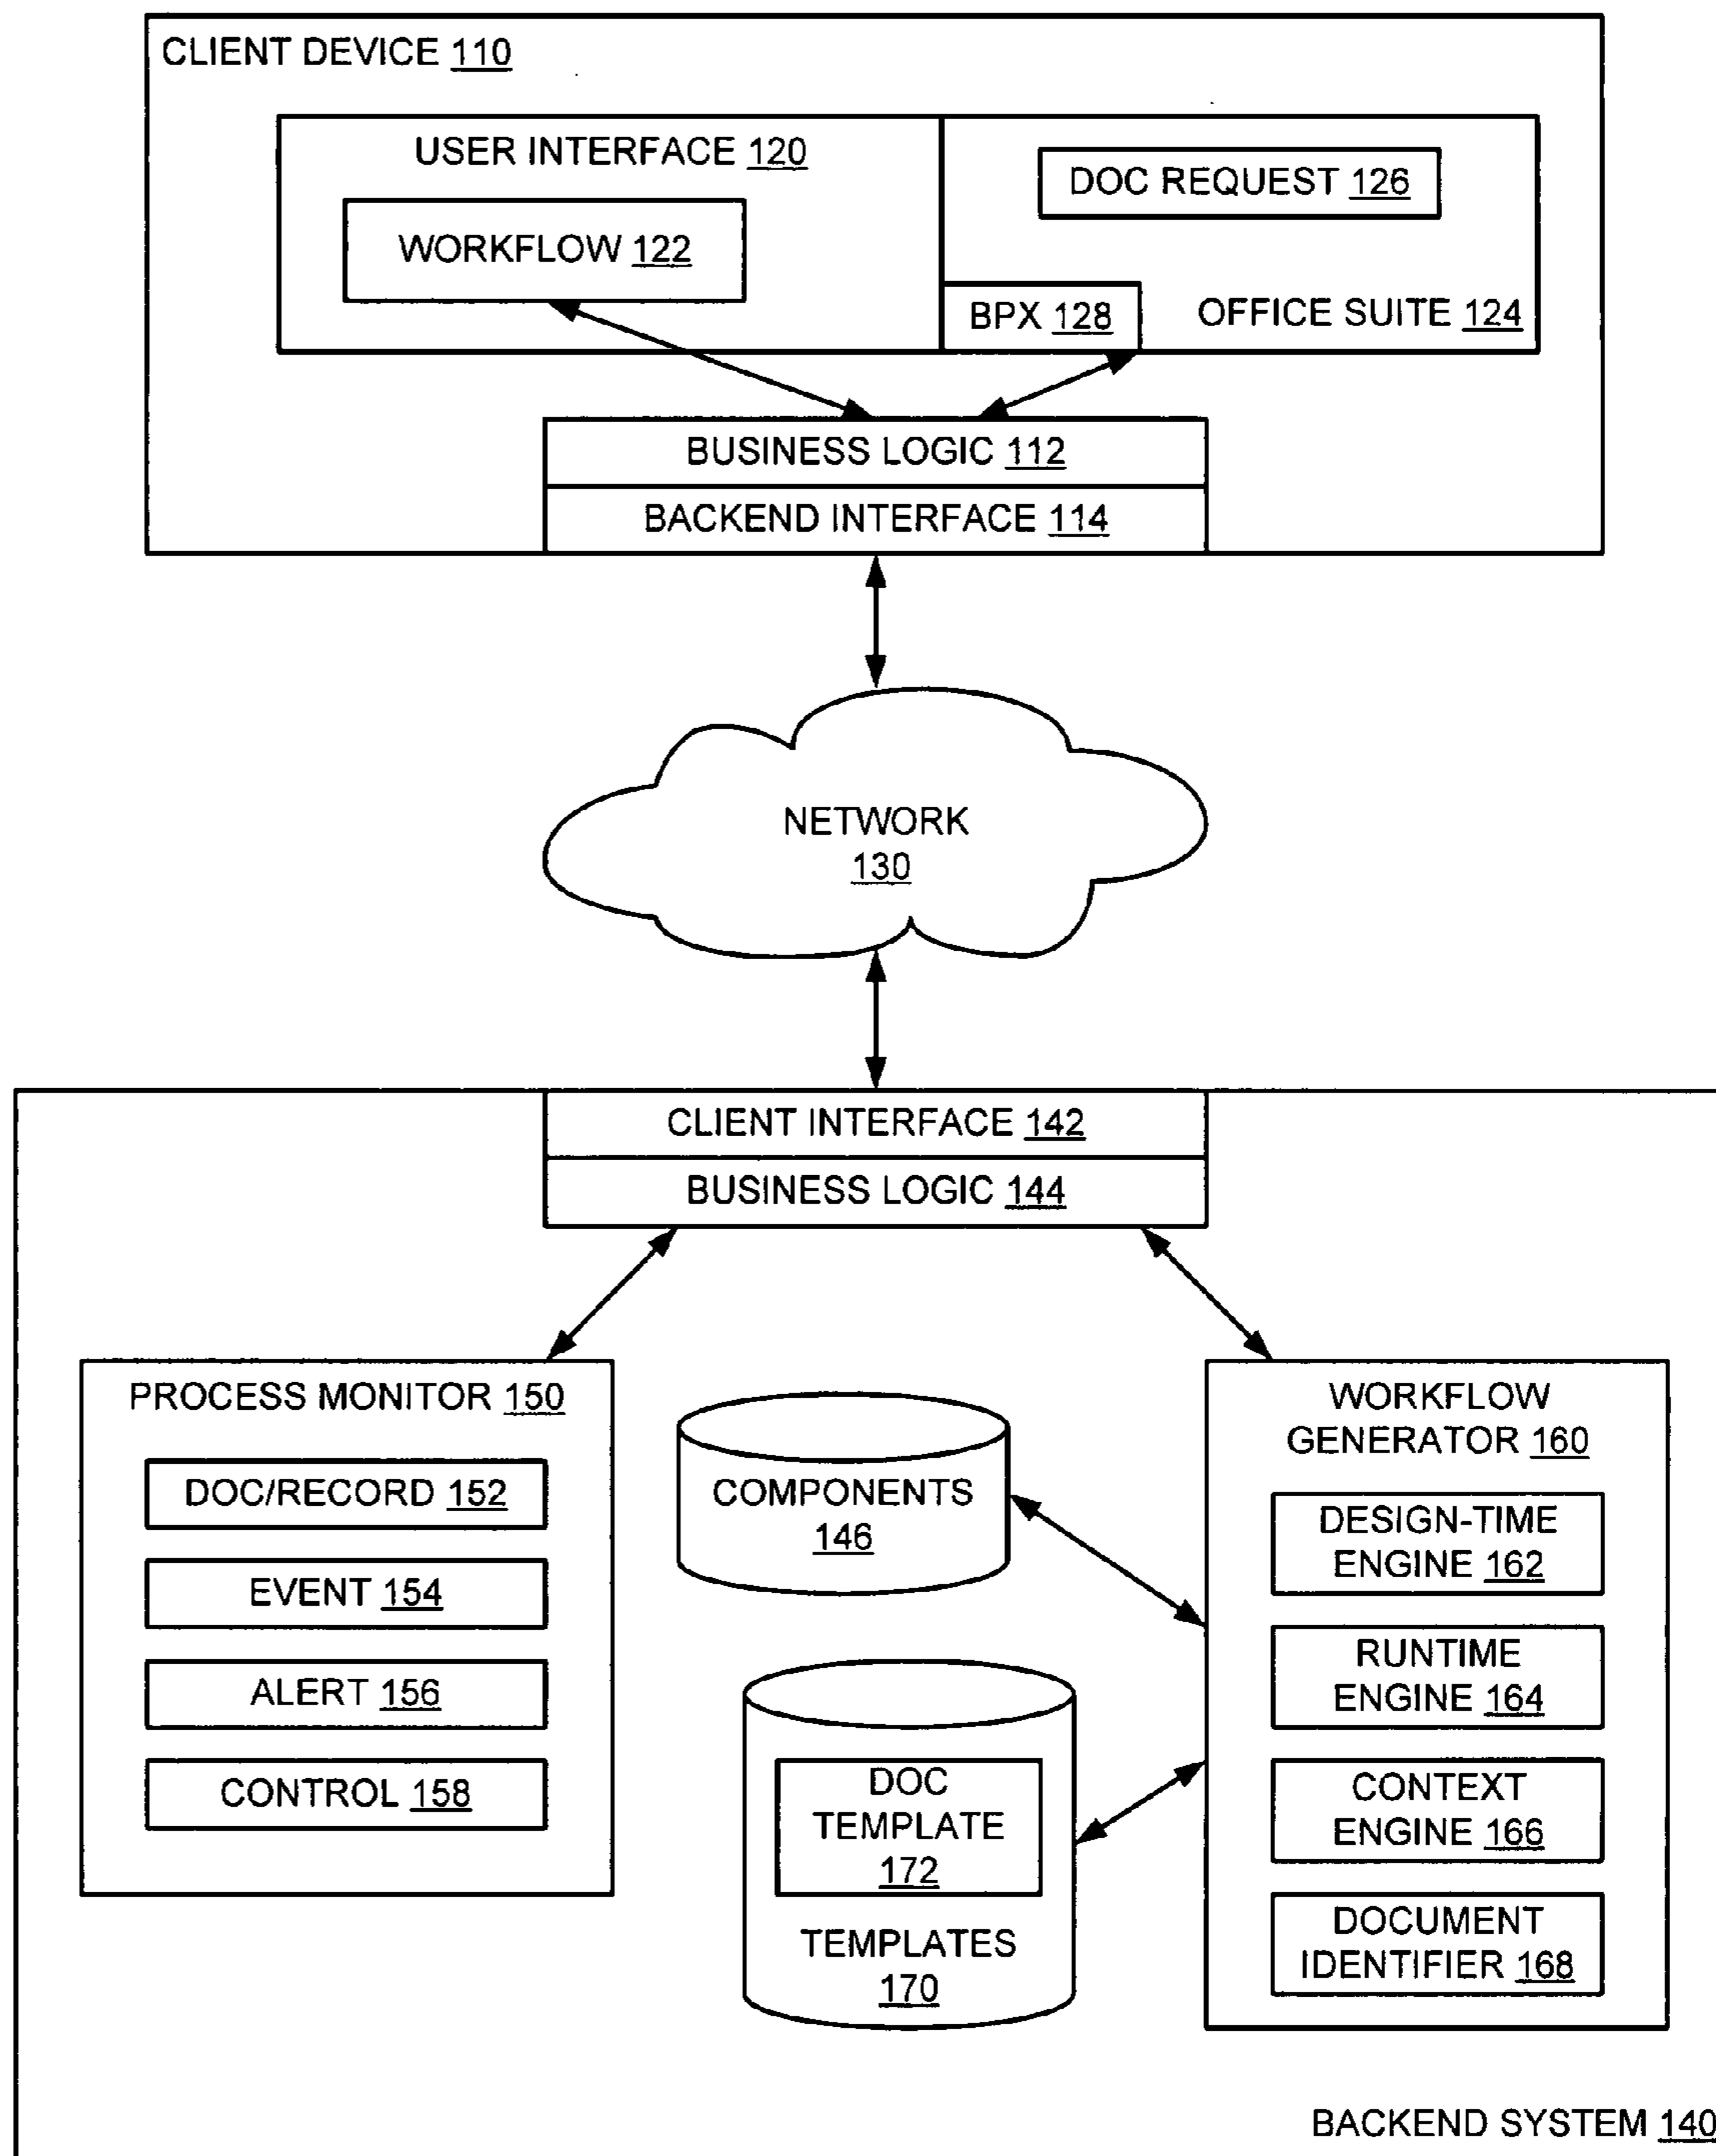 CLIENT DEVICE 110
USER INTERFACE 120
WORKFLOW 122
DOC REQUEST 126
BPX 128
OFFICE SUITE 124
BUSINESS LOGIC 112
BACKEND INTERFACE 114
NETWORK
130
CLIENT INTERFACE 142
BUSINESS LOGIC 144
PROCESS MONITOR 150
DOC/RECORD 152
EVENT 154
ALERT 156
CONTROL 158
COMPONENTS
146
DOC
TEMPLATE
172
TEMPLATES
170
WORKFLOW
GENERATOR 160
DESIGN-TIME
ENGINE 162
RUNTIME
ENGINE 164
CONTEXT
ENGINE 166
DOCUMENT
IDENTIFIER 168
BACKEND SYSTEM 140